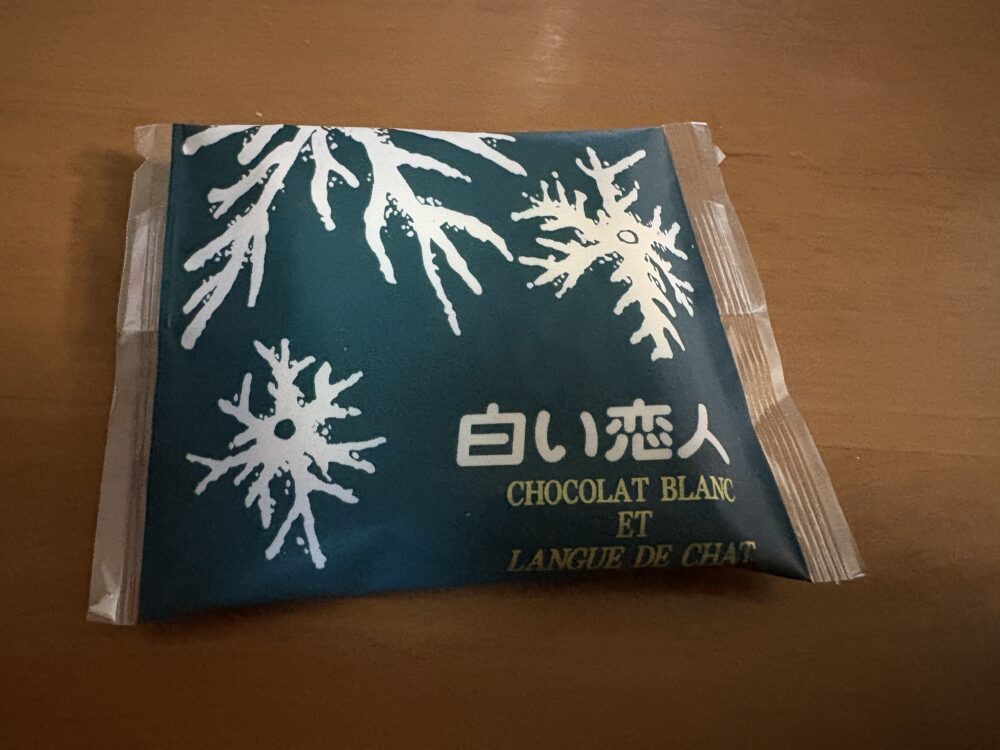 白い恋人
CHOCOLAT BLANC
ET
LANGUE DE CHAT